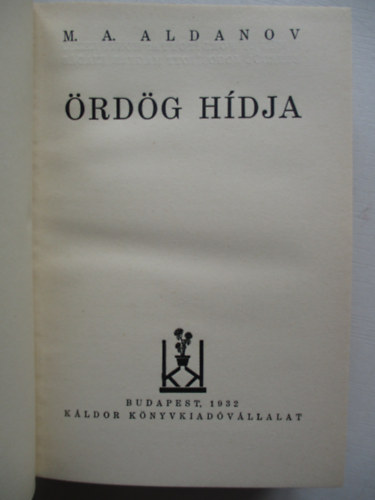 M. A. ALDANOV
ÖRDÖG HÍDJA
BUDAPEST, 1932
KÁLDOR KÖNYVKIADÓVÁLLALAT